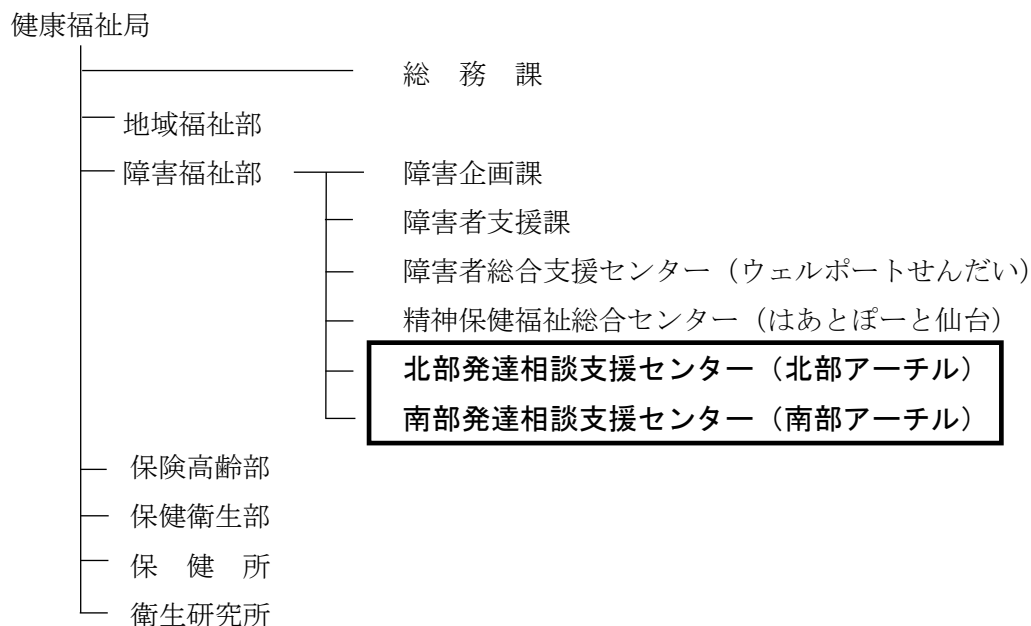 健康福祉局
総　務　課
地域福祉部
障害福祉部
障害企画課
障害者支援課
障害者総合支援センター（ウェルポートせんだい）
精神保健福祉総合センター（はあとぽーと仙台）
北部発達相談支援センター（北部アーチル）
南部発達相談支援センター（南部アーチル）
保険高齢部
保健衛生部
保　健　所
衛生研究所